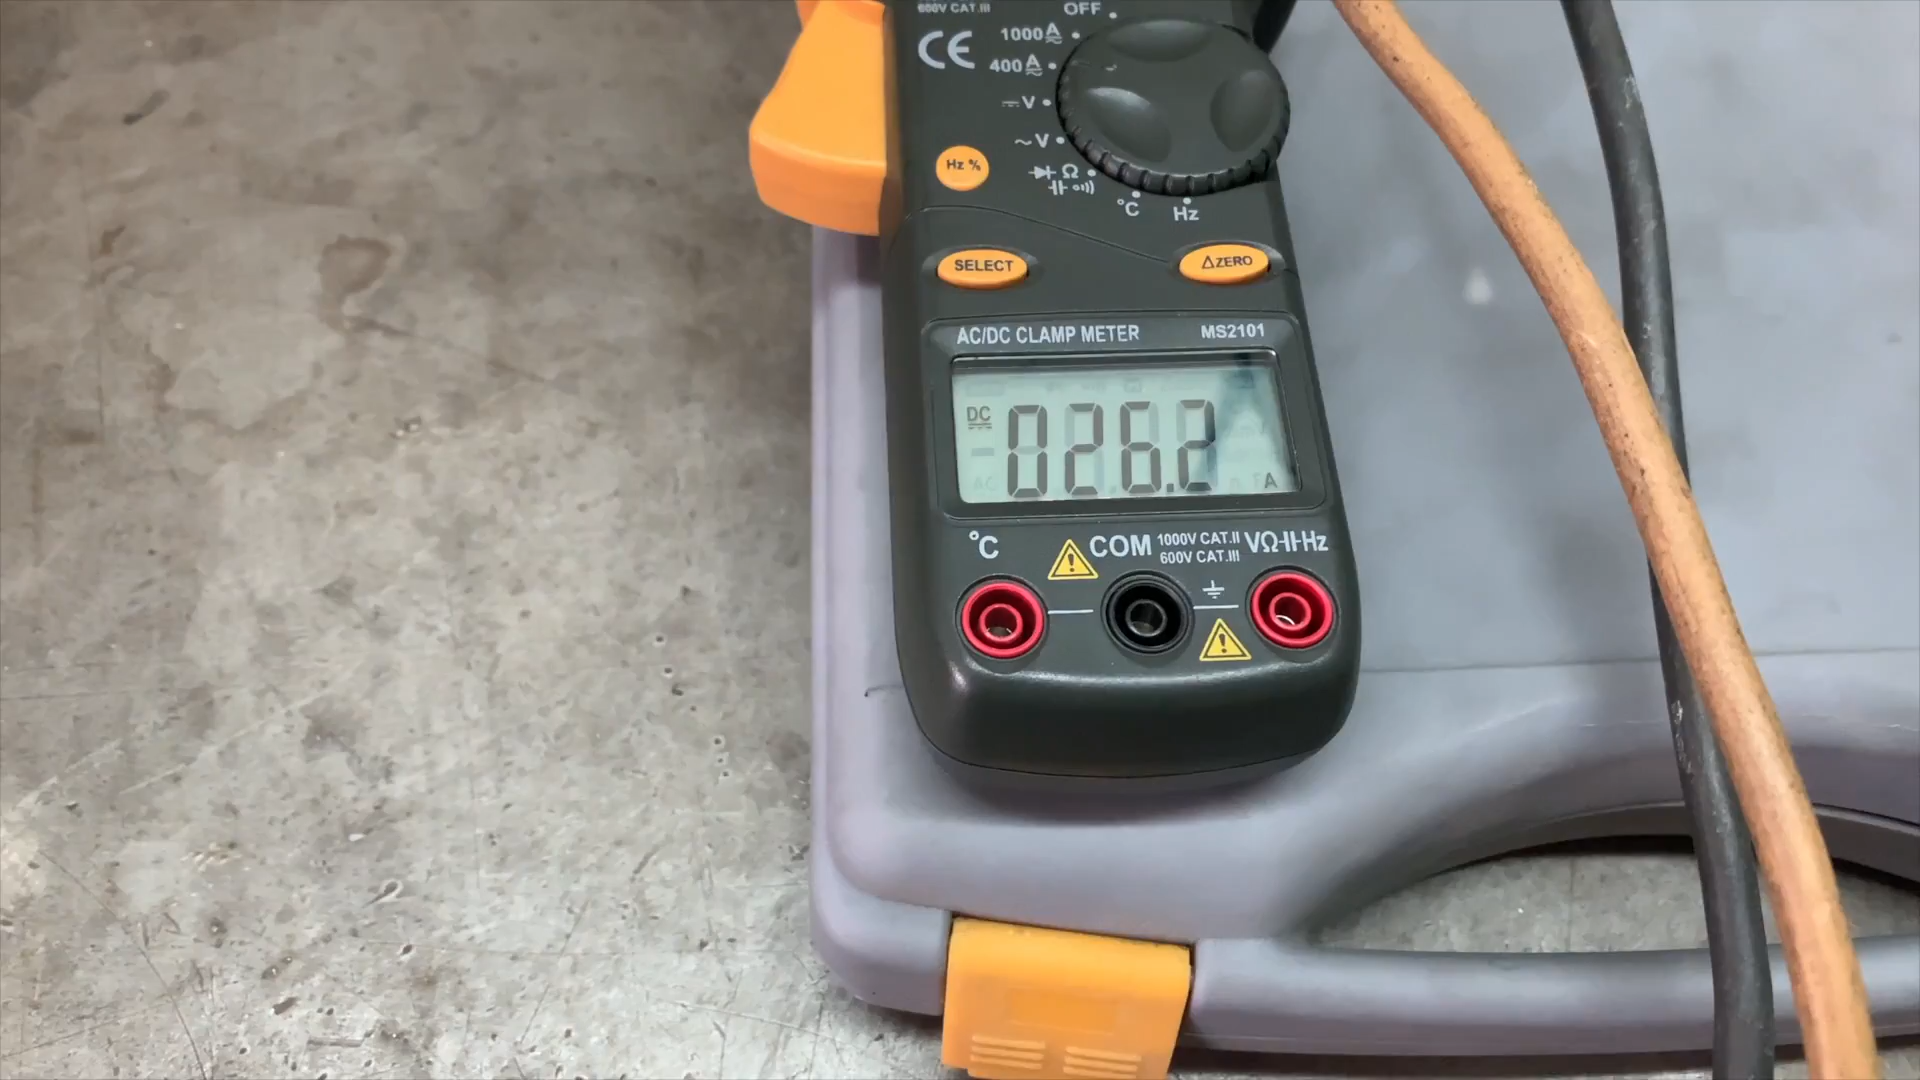 600V CAT.III
OFF
CE
1000A
400A
V
~V
Hz %
Ω
°C
Hz
SELECT
ΔZERO
AC/DC CLAMP METER
MS2101
DC
026.2
A
°C
COM
1000V CAT.II
600V CAT.III
VΩHz